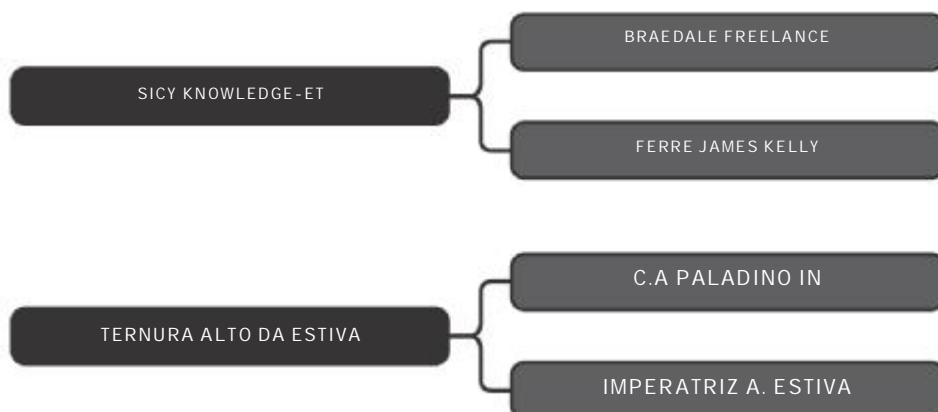 BRAEDALE FREELANCE
SICY KNOWLEDGE-ET
FERRE JAMES KELLY
C.A PALADINO IN
TERNURA ALTO DA ESTIVA
IMPERATRIZ A. ESTIVA